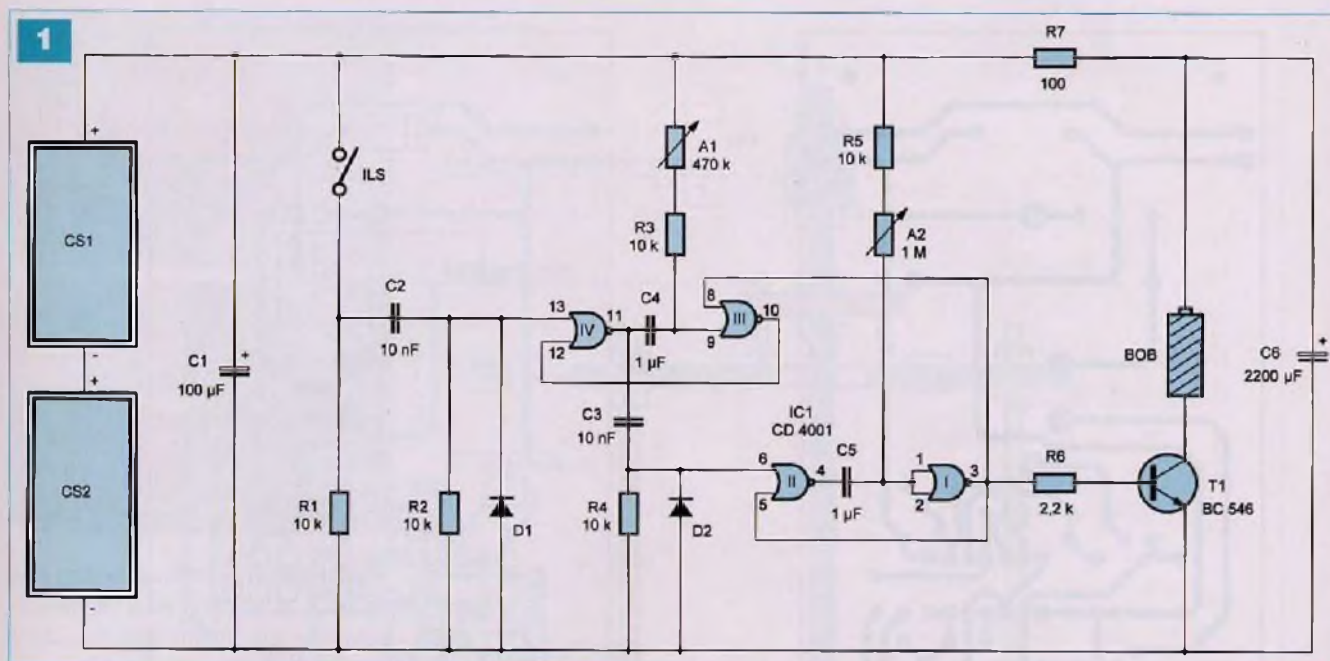 1
R7
100
+
A1
470 k
R5
10 k
ILS
CS1
R3
10 k
A2
1 M
C2
13
11
C4
8
10
IV
III
12
9
10 nF
1 µF
-
C1
+
100 µF
BOB
C6
+
2200 µF
+
C3
10 nF
IC1
CD 4001
CS2
6
4
C5
1
3
R6
II
I
5
2
R1
10 k
R2
10 k
D1
R4
10 k
D2
1 µF
2,2 k
T1
BC 546
-